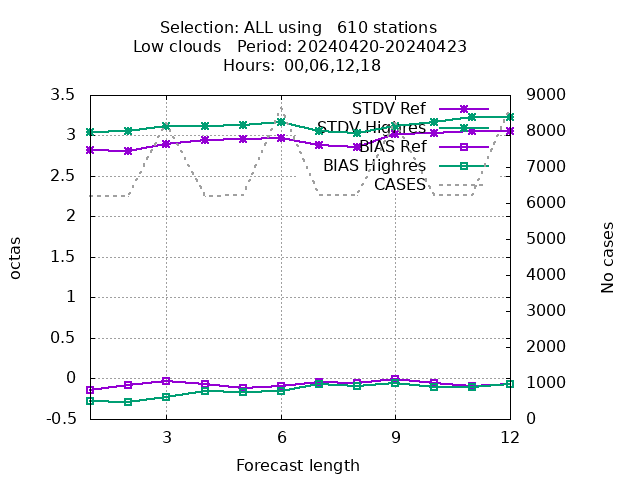 Selection: ALL using   610 stations
Low clouds   Period: 20240420-20240423
Hours:  00,06,12,18
3.5
3
2.5
2
1.5
1
0.5
0
-0.5
octas
STDV Ref
STDV Highres
BIAS Ref
BIAS Highres
CASES
9000
8000
7000
6000
5000
4000
3000
2000
1000
0
No cases
3 6 9 12
Forecast length